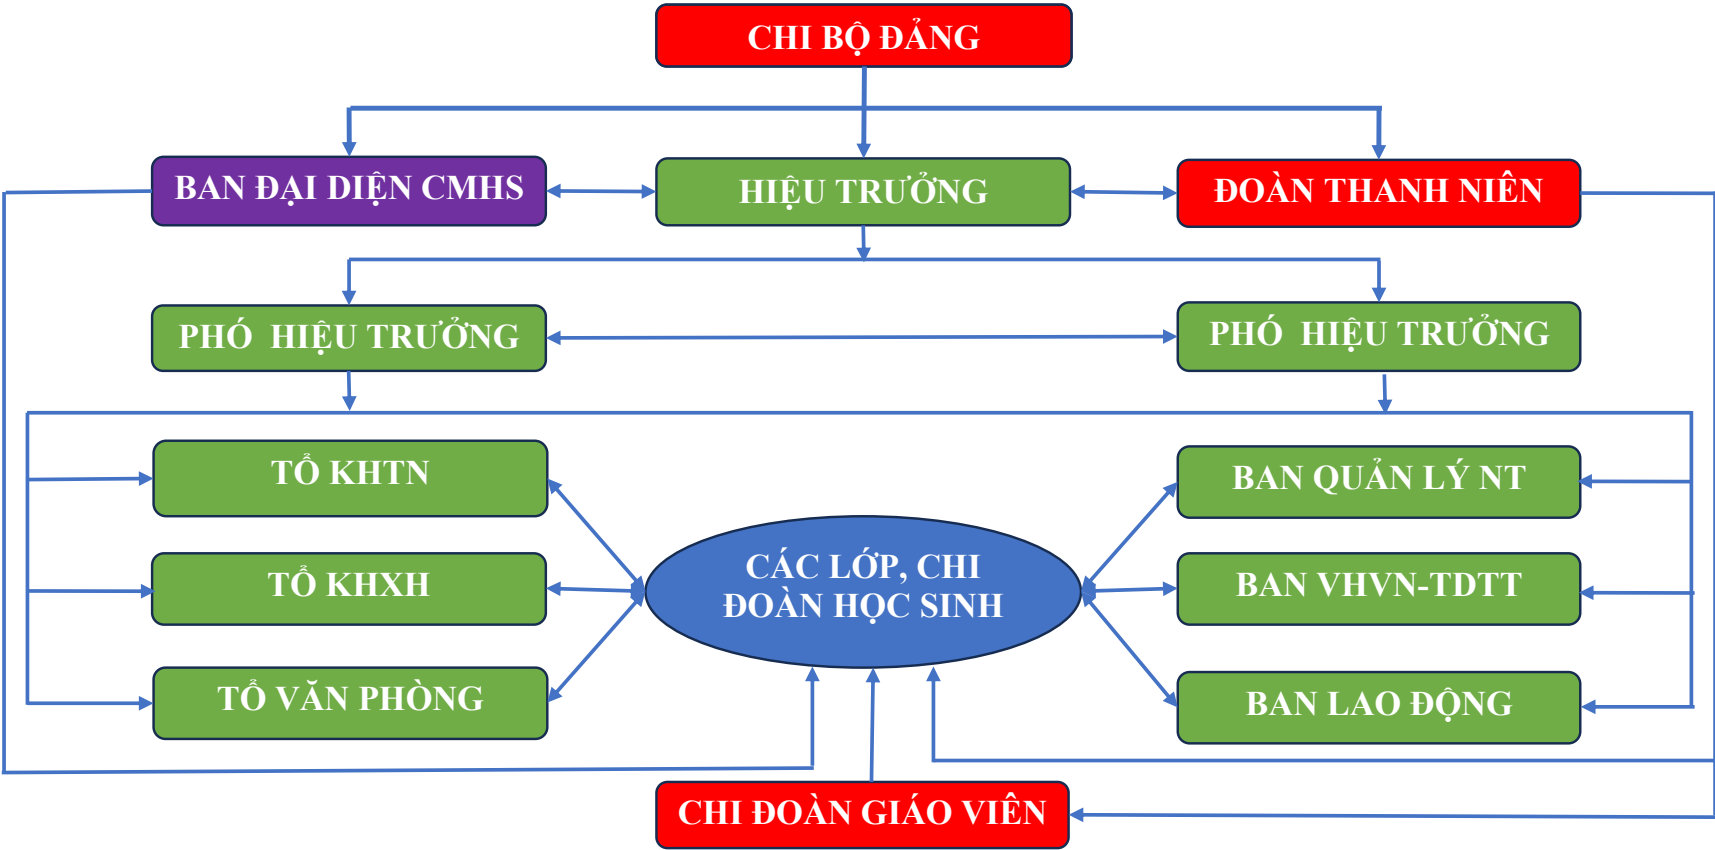 CHI BỘ ĐẢNG
BAN ĐẠI DIỆN CMHS
HIỆU TRƯỞNG
ĐOÀN THANH NIÊN
PHÓ HIỆU TRƯỞNG
PHÓ HIỆU TRƯỞNG
TỔ KHTN
BAN QUẢN LÝ NT
CÁC LỚP, CHI
ĐOÀN HỌC SINH
TỔ KHXH
BAN VHVN-TDTT
TỔ VĂN PHÒNG
BAN LAO ĐỘNG
CHI ĐOÀN GIÁO VIÊN